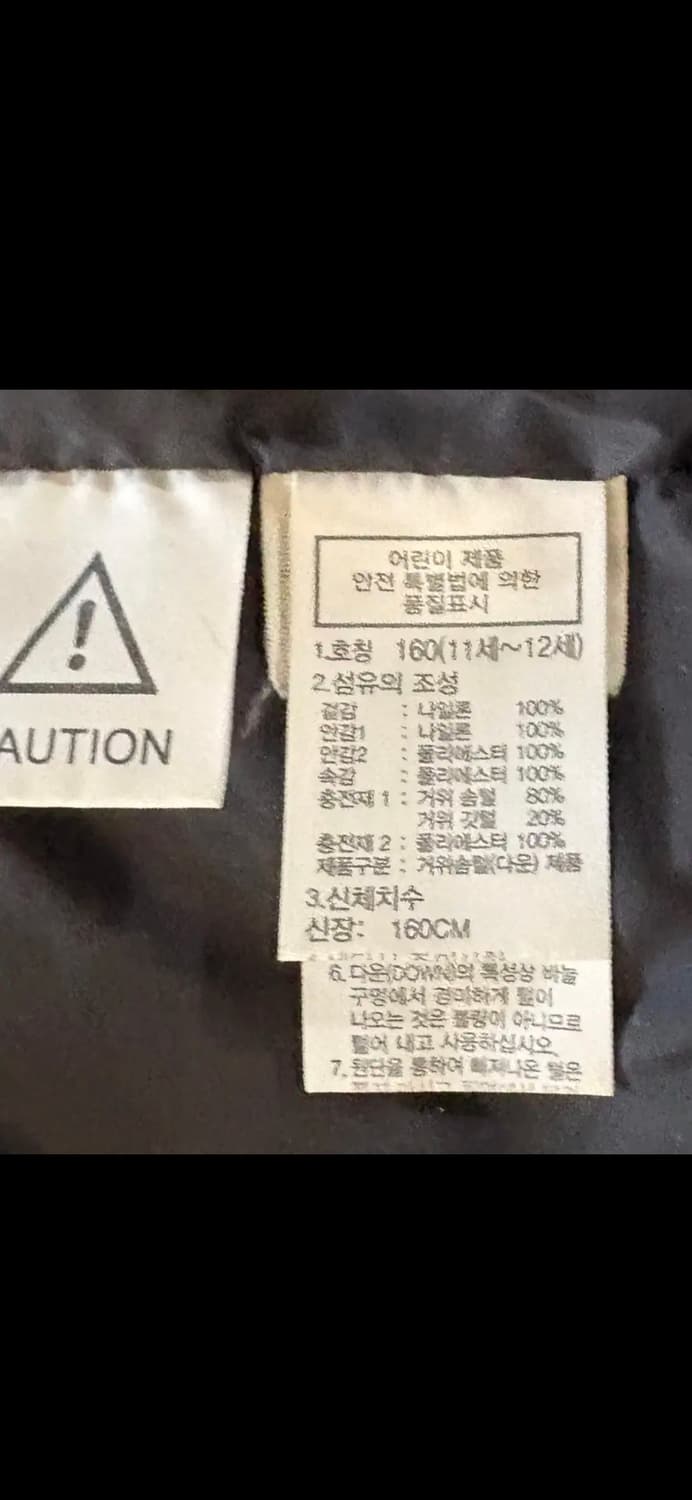 AUTION
어린이 제품
안전 특별법에 의한
품질표시
1.호칭 160(11세~12세)
2.섬유의 조성
겉감 : 나일론 100%
안감1 : 나일론 100%
안감2 : 폴리에스터 100%
속감 : 폴리에스터 100%
충전재 1 : 거위 솜털 80%
거위 깃털 20%
충전재 2 : 폴리에스터 100%
제품구분 : 거위솜털(다운) 제품
3.신체치수
신장: 160CM
6.다운(DOWN)의 특성상 바늘
구멍에서 경미하게 털이
나오는 것은 불량이 아니므로
털어 내고 사용하십시오.
7.원단을 통하여 빠져나온 털은